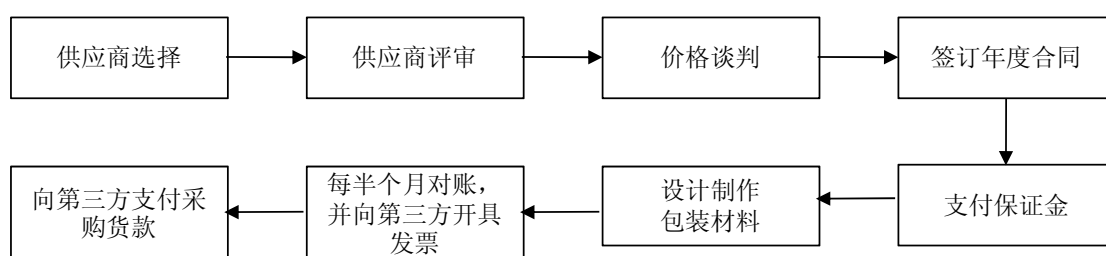 供应商选择
供应商评审
价格谈判
签订年度合同
支付保证金
设计制作
包装材料
每半个月对账，
并向第三方开具
发票
向第三方支付采
购货款